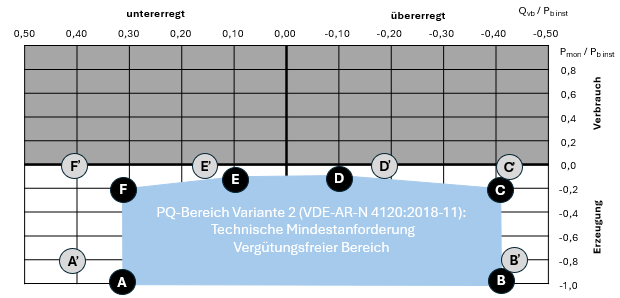 untererregt
übererregt
Qvb / Pb inst
0,50 0,40 0,30 0,20 0,10 0,00 -0,10 -0,20 -0,30 -0,40 -0,50
Pmon / Pb inst
0,8
0,6
0,4
0,2
0,0
-0,2
-0,4
-0,6
-0,8
-1,0
Verbrauch
Erzeugung
F' E' D' C'
F E D C
PQ-Bereich Variante 2 (VDE-AR-N 4120:2018-11):
Technische Mindestanforderung
Vergütungsfreier Bereich
A' B'
A B